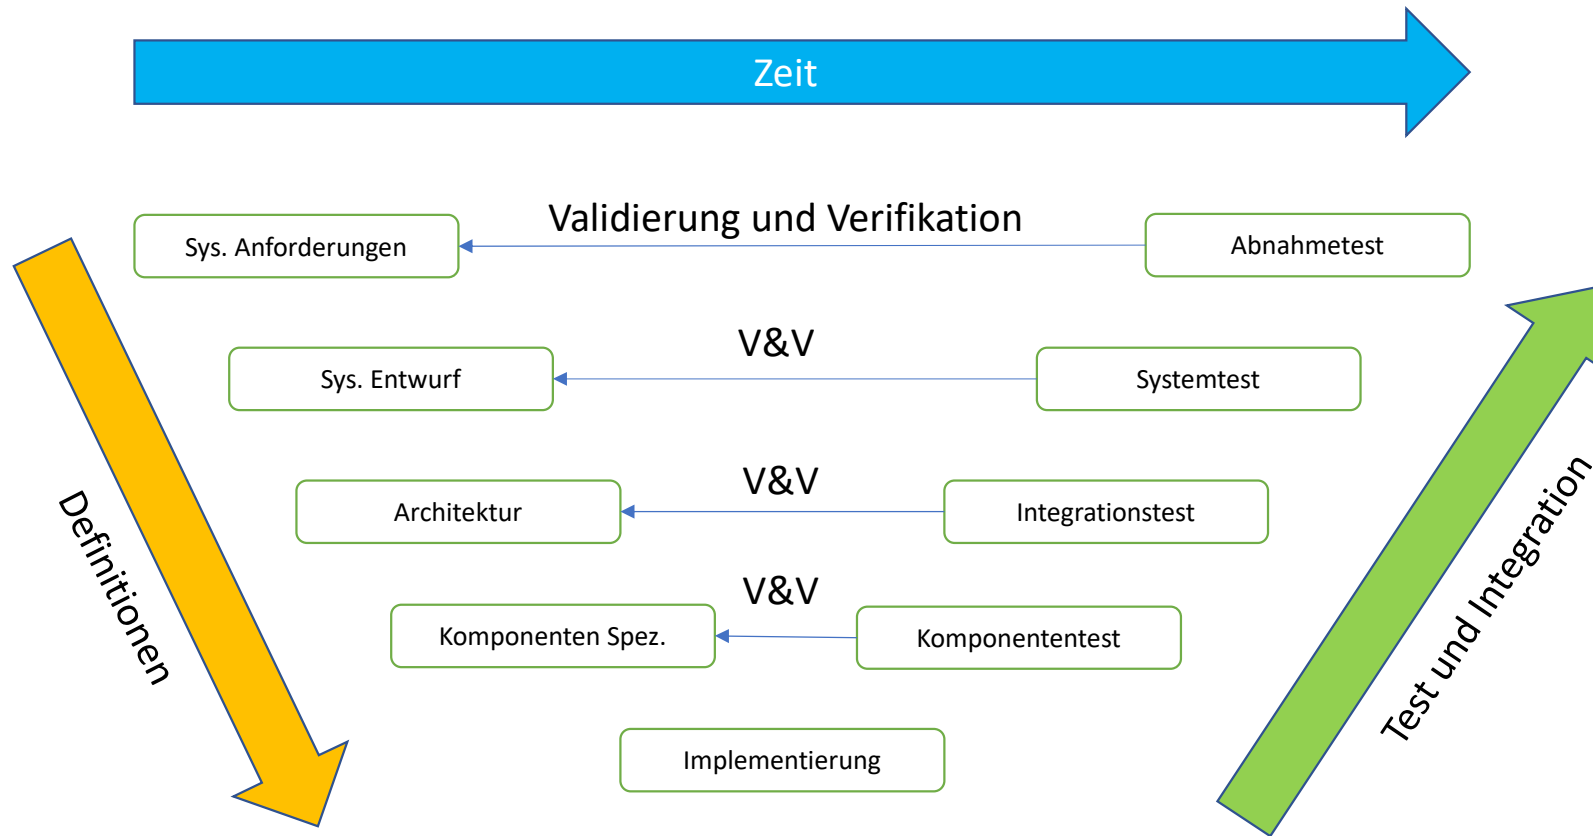 Zeit
Validierung und Verifikation
Sys. Anforderungen
Abnahmetest
V&V
Sys. Entwurf
Systemtest
V&V
Architektur
Integrationstest
V&V
Komponenten Spez.
Komponententest
Implementierung
Definitionen
Test und Integration